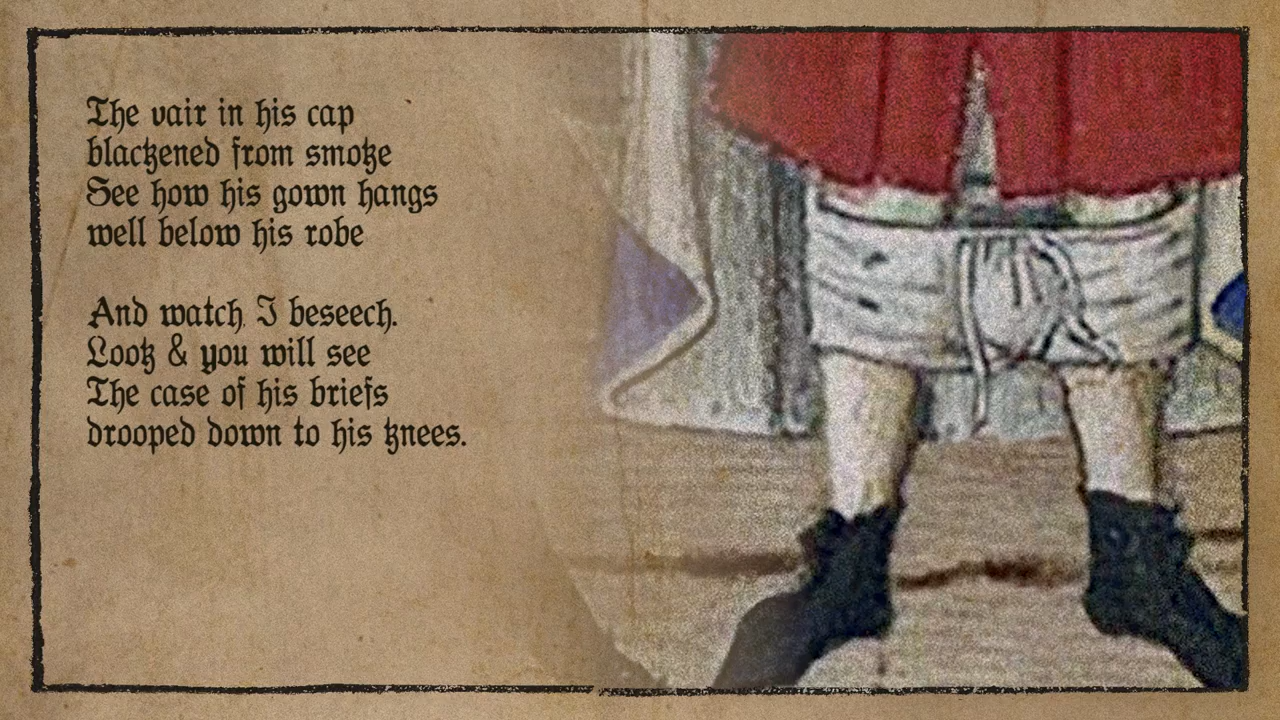 The vair in his cap
blackened from smoke
See how his gown hangs
well below his robe
And watch I beseech.
Look & you will see
The case of his briefs
drooped down to his knees.